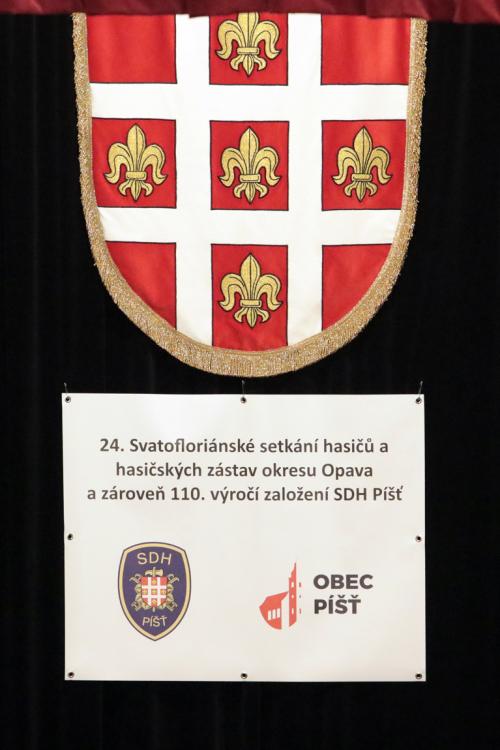 24. Svatofloriánské setkání hasičů a
hasičských zástav okresu Opava
a zároveň 110. výročí založení SDH Píšť
SDH
PÍŠŤ
OBEC
PÍŠŤ